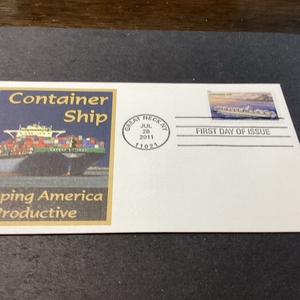 Container
Ship
ping America
Productive
GREAT NECK NY
JUL
28
2011
11021
FIRST DAY OF ISSUE